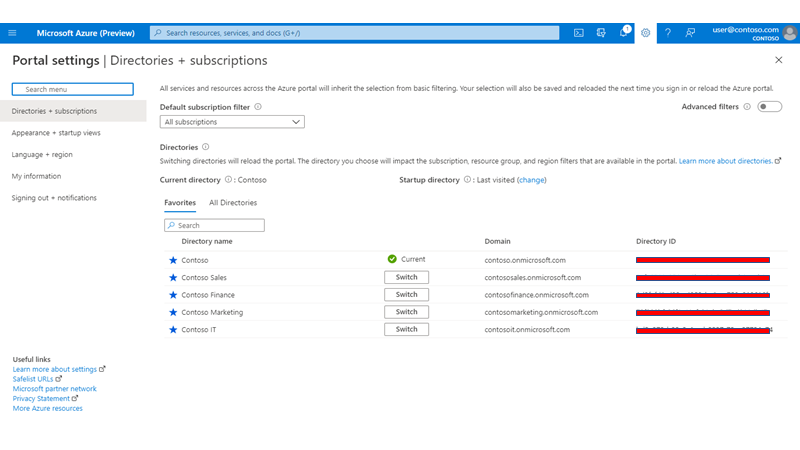 Microsoft Azure (Preview)
Search resources, services, and docs (G+/)
1
user@contoso.com
CONTOSO
Portal settings | Directories + subscriptions
Search menu
Directories + subscriptions
Appearance + startup views
Language + region
My information
Signing out + notifications
All services and resources across the Azure portal will inherit the selection from basic filtering. Your selection will also be saved and reloaded the next time you sign in or reload the Azure portal.
Default subscription filter
Advanced filters
All subscriptions
Directories
Switching directories will reload the portal. The directory you choose will impact the subscription, resource group, and region filters that are available in the portal. Learn more about directories.
Current directory : Contoso
Startup directory : Last visited (change)
Favorites All Directories
Search
Directory name Domain Directory ID
Contoso Current contoso.onmicrosoft.com
Contoso Sales Switch contososales.onmicrosoft.com
Contoso Finance Switch contosofinance.onmicrosoft.com
Contoso Marketing Switch contosomarketing.onmicrosoft.com
Contoso IT Switch contosoit.onmicrosoft.com
Useful links
Learn more about settings
Safelist URLs
Microsoft partner network
Privacy Statement
More Azure resources